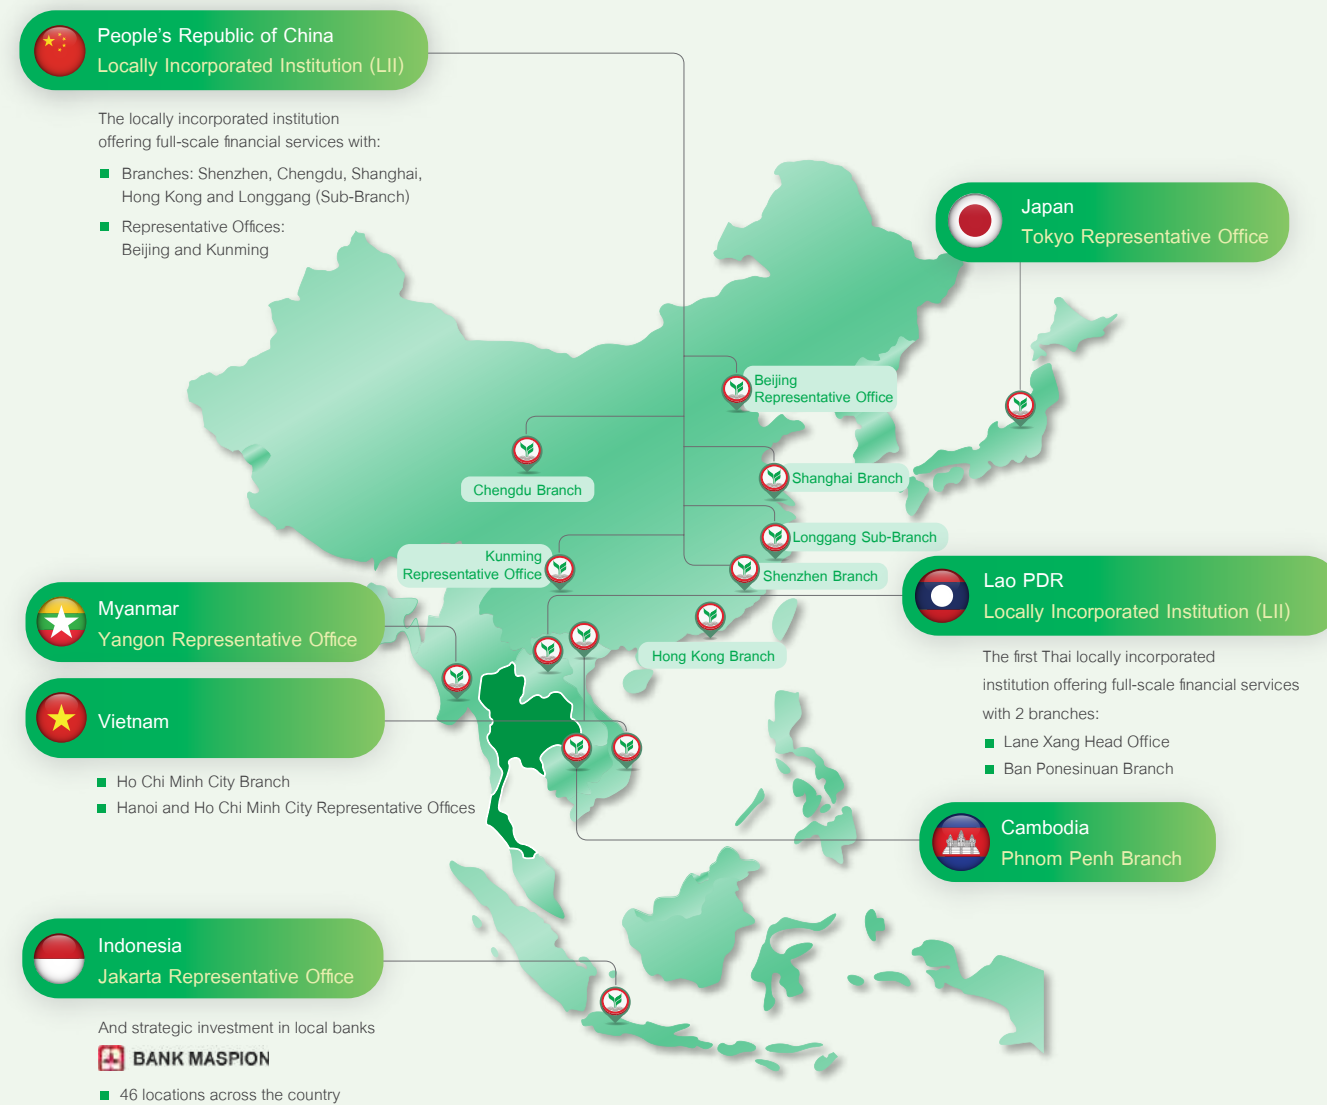 People’s Republic of China
Locally Incorporated Institution (LII)
The locally incorporated institution
offering full-scale financial services with:
Branches: Shenzhen, Chengdu, Shanghai,
Hong Kong and Longgang (Sub-Branch)
Representative Offices:
Beijing and Kunming
Japan
Tokyo Representative Office
Beijing
Representative Office
Chengdu Branch
Shanghai Branch
Longgang Sub-Branch
Kunming
Representative Office
Shenzhen Branch
Hong Kong Branch
Myanmar
Yangon Representative Office
Lao PDR
Locally Incorporated Institution (LII)
The first Thai locally incorporated
institution offering full-scale financial services
with 2 branches:
Lane Xang Head Office
Ban Ponesinuan Branch
Vietnam
Ho Chi Minh City Branch
Hanoi and Ho Chi Minh City Representative Offices
Cambodia
Phnom Penh Branch
Indonesia
Jakarta Representative Office
And strategic investment in local banks
BANK MASPION
46 locations across the country